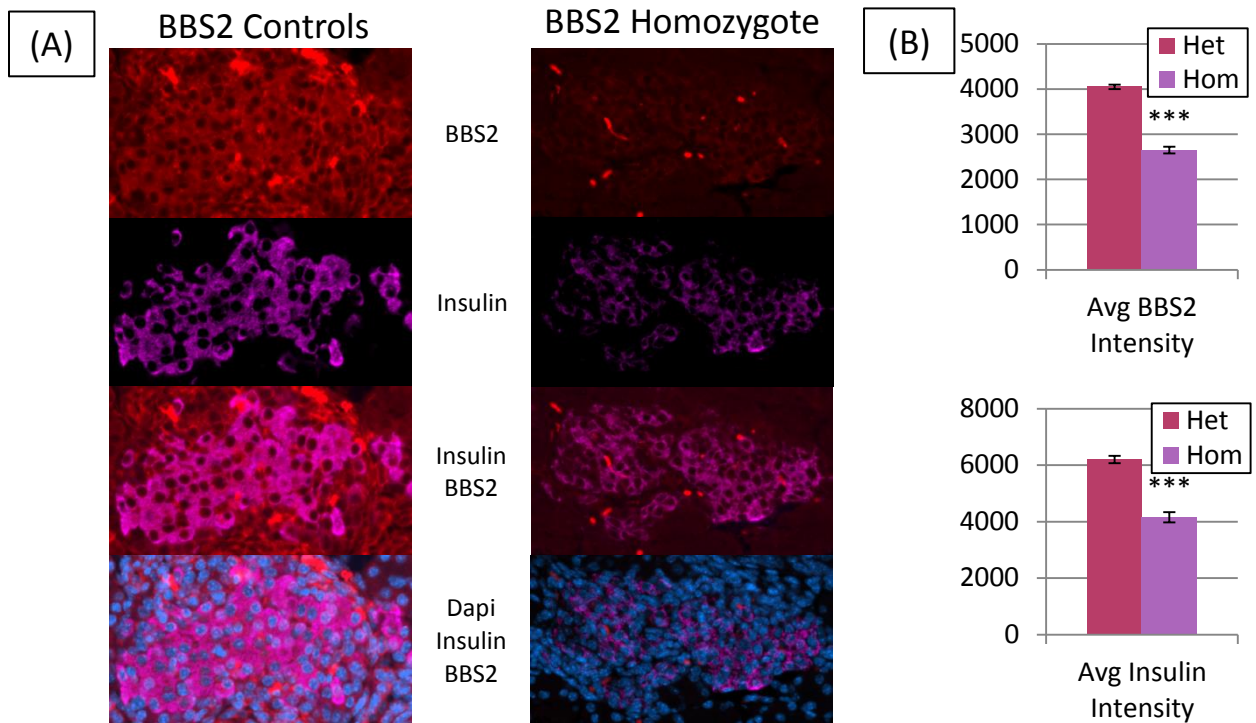 (A)
BBS2 Controls
BBS2 Homozygote
BBS2
Insulin
Insulin
BBS2
Dapi
Insulin
BBS2
(B)
5000
4000
3000
2000
1000
0
Het
Hom
***
Avg BBS2
Intensity
8000
6000
4000
2000
0
Het
Hom
***
Avg Insulin
Intensity